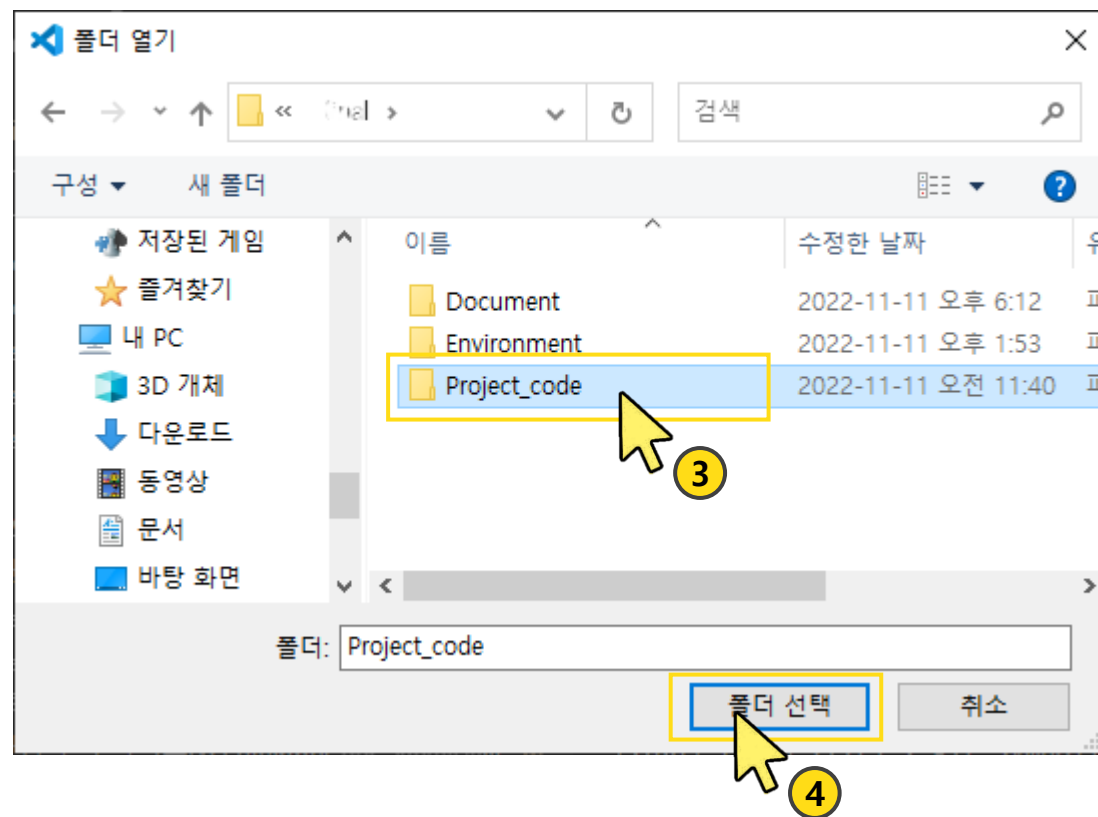 폴더 열기
«
검색
구성 새 폴더
?
이름 수정한 날짜
저장된 게임
즐겨찾기
내 PC
3D 개체
다운로드
동영상
문서
바탕 화면
Document 2022-11-11 오후 6:12
Environment 2022-11-11 오후 1:53
Project_code 2022-11-11 오전 11:40
3
폴더: Project_code
폴더 선택 취소
4